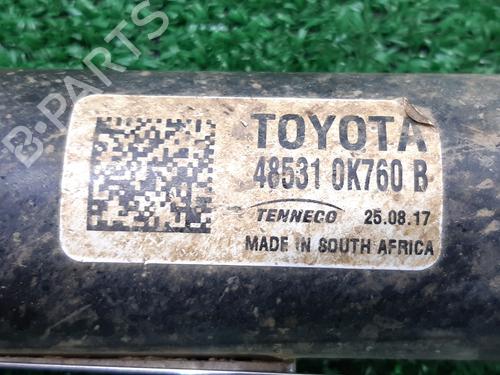 B-PARTS
TOYOTA
48531 0K760 B
TENNECO 25.08.17
MADE IN SOUTH AFRICA